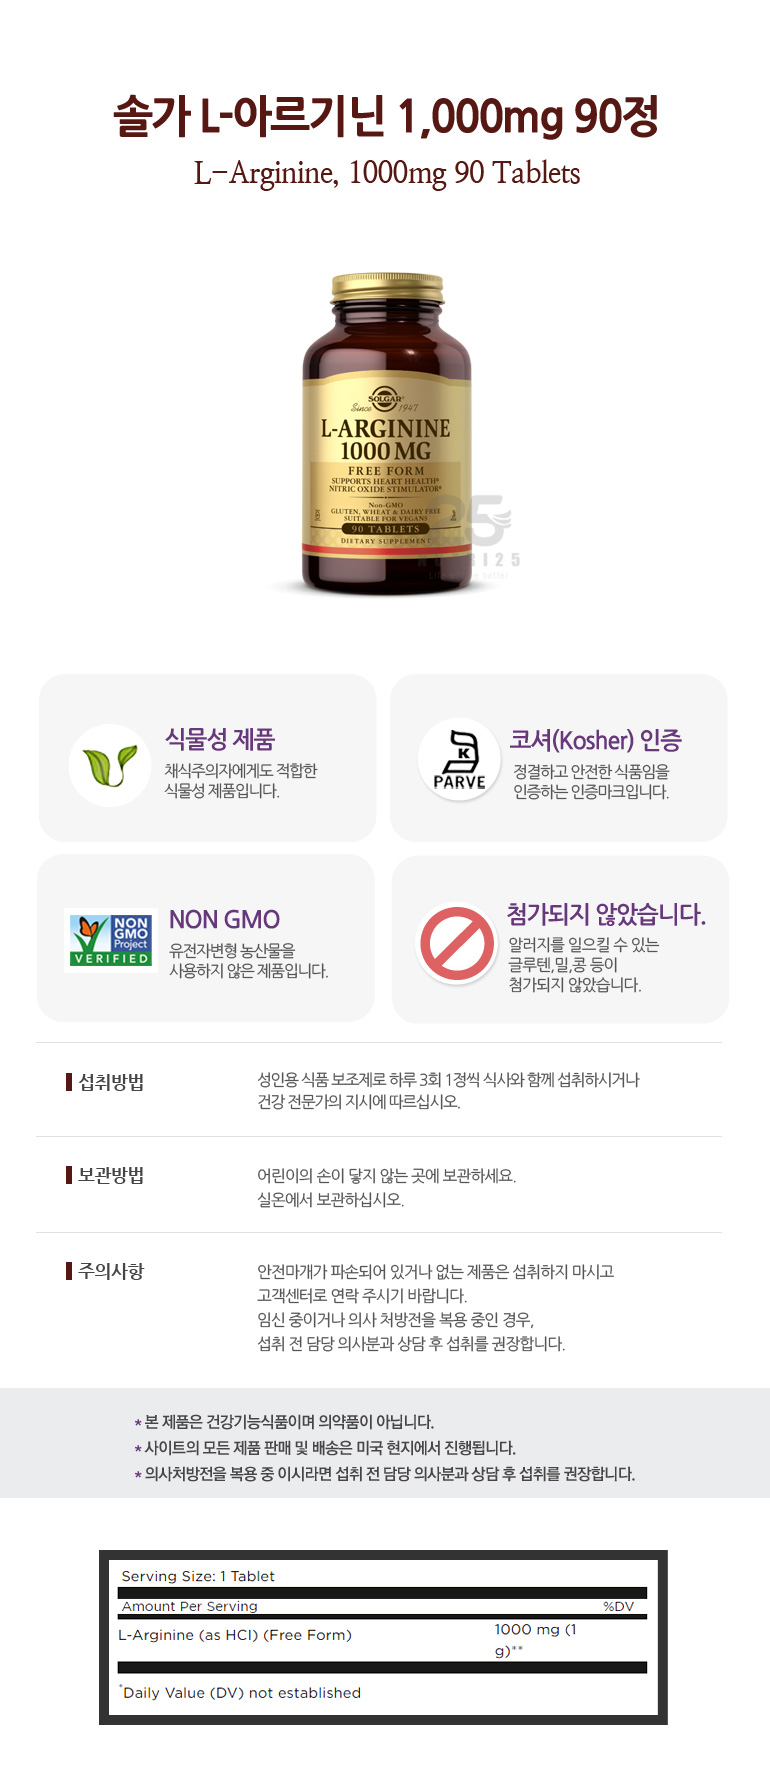 솔가 L-아르기닌 1,000mg 90정
L-Arginine, 1000mg 90 Tablets
SOLGAR
Since 1947
L-ARGININE
1000 MG
FREE FORM
SUPPORTS HEART HEALTH*
NITRIC OXIDE STIMULATOR*
Non-GMO
GLUTEN, WHEAT & DAIRY FREE
SUITABLE FOR VEGANS
90 TABLETS
DIETARY SUPPLEMENT
25
식물성 제품
채식주의자에게도 적합한
식물성 제품입니다.
K
PARVE
코셔(Kosher) 인증
정결하고 안전한 식품임을
인증하는 인증마크입니다.
NON
GMO
Project
VERIFIED
NON GMO
유전자변형 농산물을
사용하지 않은 제품입니다.
첨가되지 않았습니다.
알러지를 일으킬 수 있는
글루텐,밀,콩 등이
첨가되지 않았습니다.
섭취방법
성인용 식품 보조제로 하루 3회 1정씩 식사와 함께 섭취하시거나
건강 전문가의 지시에 따르십시오.
보관방법
어린이의 손이 닿지 않는 곳에 보관하세요.
실온에서 보관하십시오.
주의사항
안전마개가 파손되어 있거나 없는 제품은 섭취하지 마시고
고객센터로 연락 주시기 바랍니다.
임신 중이거나 의사 처방전을 복용 중인 경우,
섭취 전 담당 의사분과 상담 후 섭취를 권장합니다.
* 본 제품은 건강기능식품이며 의약품이 아닙니다.
* 사이트의 모든 제품 판매 및 배송은 미국 현지에서 진행됩니다.
* 의사처방전을 복용 중 이시라면 섭취 전 담당 의사분과 상담 후 섭취를 권장합니다.
Serving Size: 1 Tablet
Amount Per Serving %DV
L-Arginine (as HCl) (Free Form) 1000 mg (1
g)**
*Daily Value (DV) not established